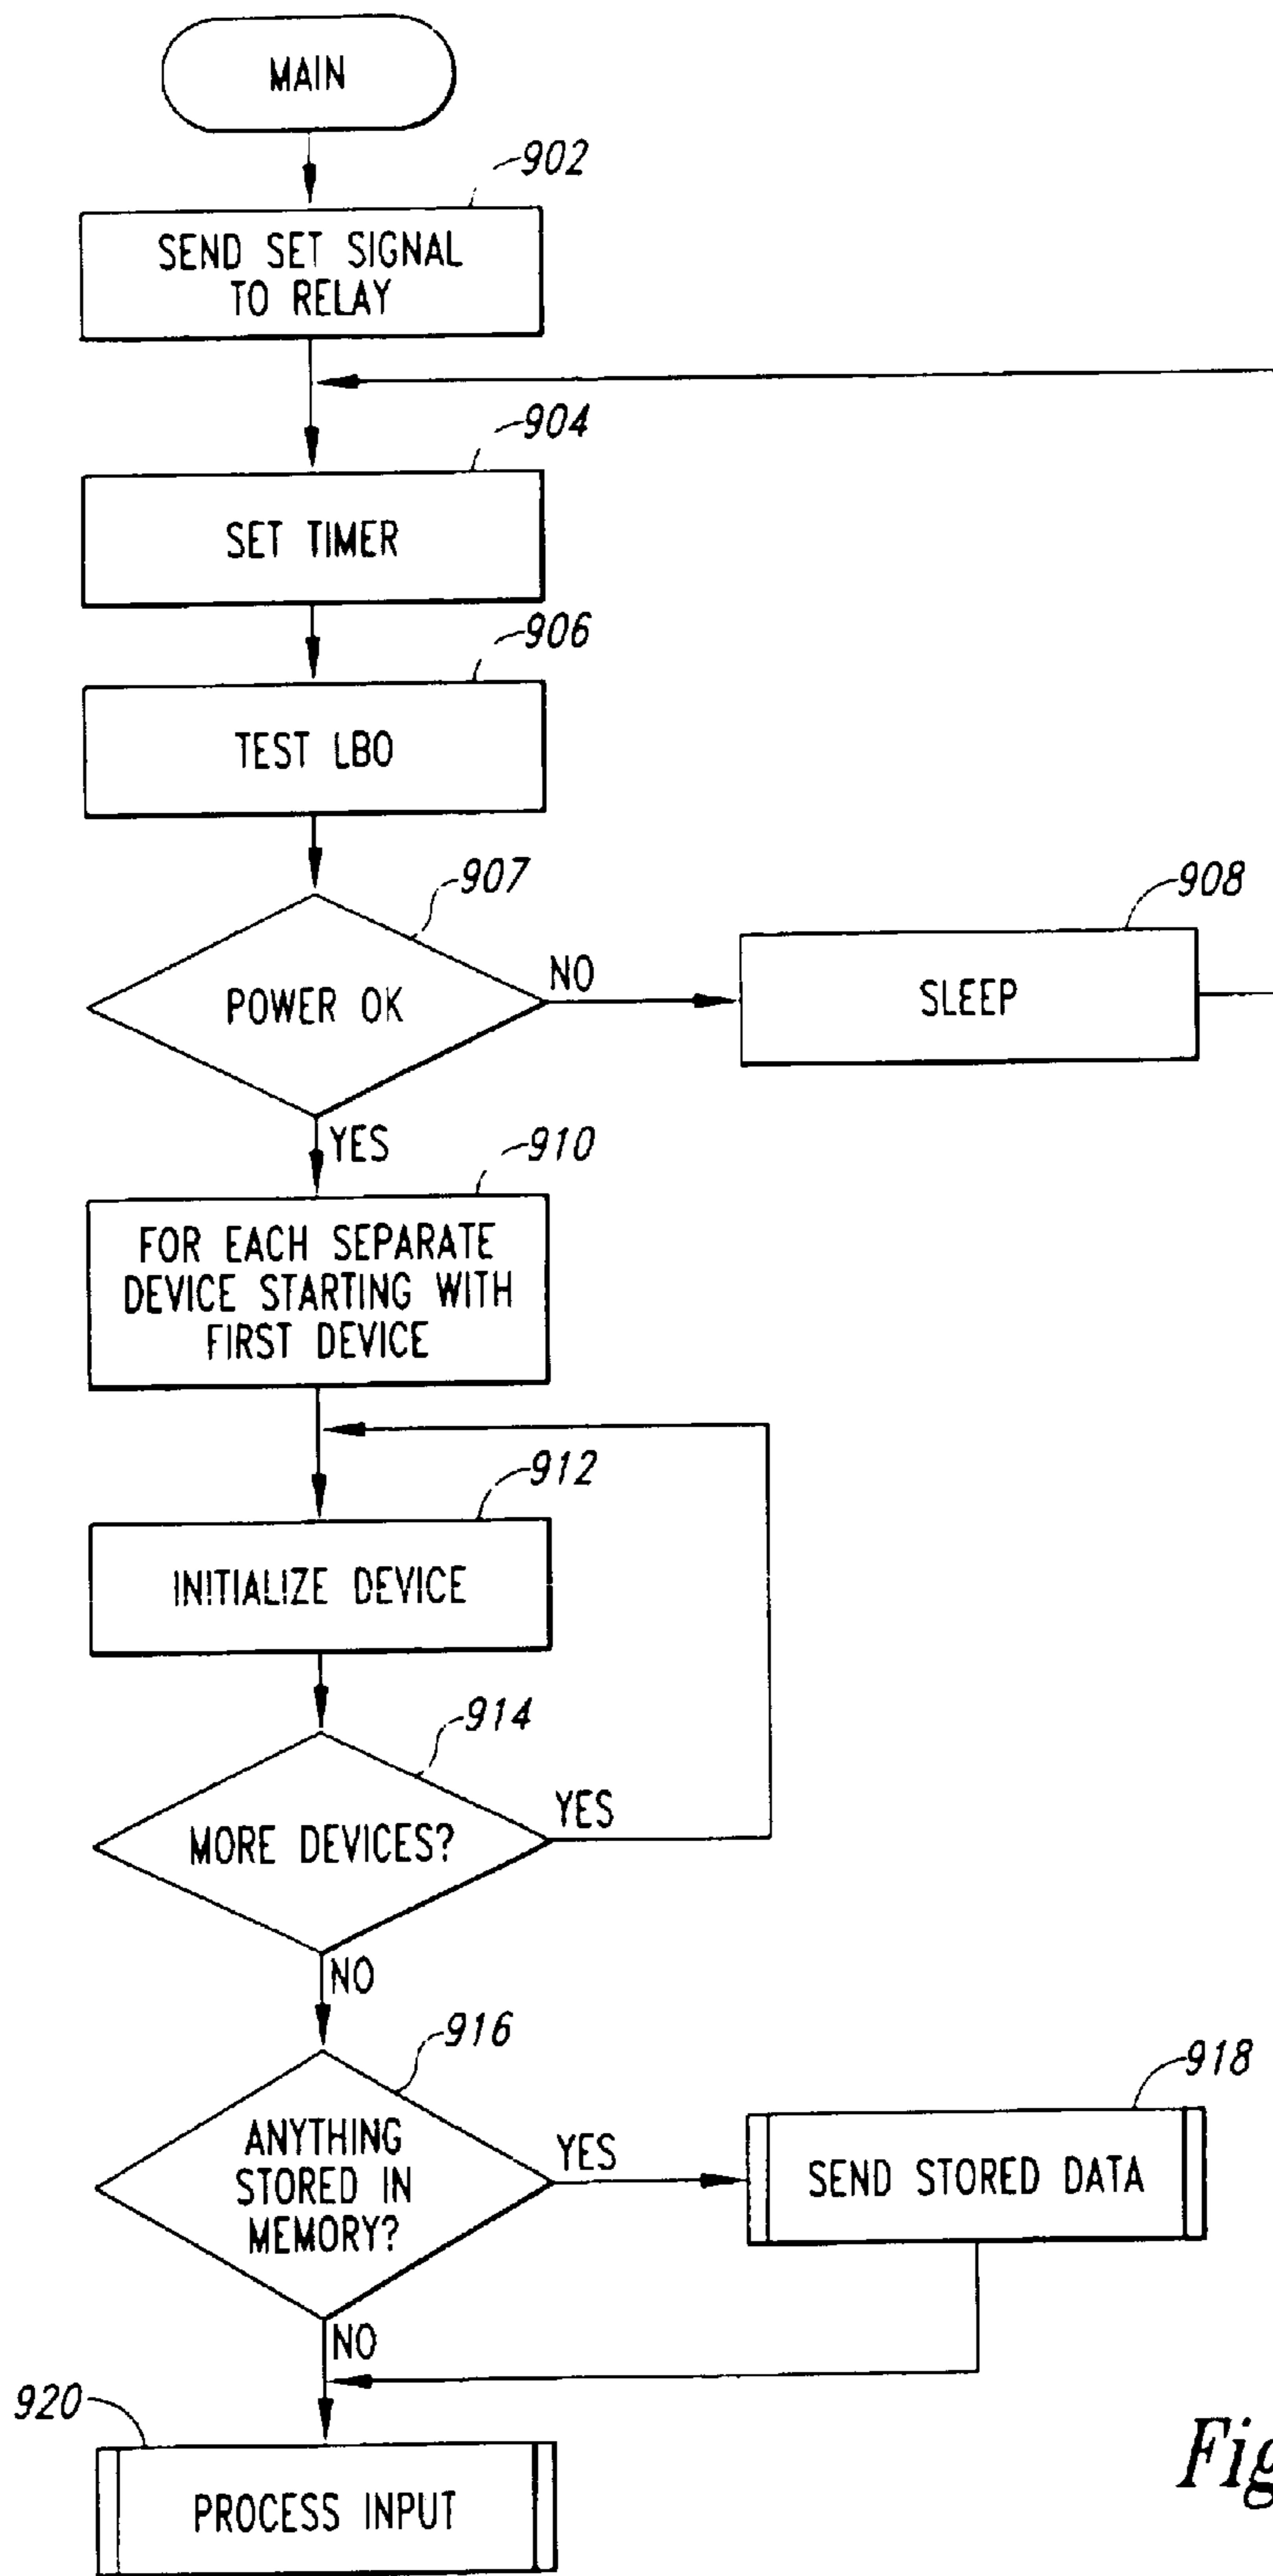 MAIN
902
SEND SET SIGNAL
TO RELAY
904
SET TIMER
906
TEST LBO
907
POWER OK
NO
908
SLEEP
YES
910
FOR EACH SEPARATE
DEVICE STARTING WITH
FIRST DEVICE
912
INITIALIZE DEVICE
914
MORE DEVICES?
YES
NO
916
ANYTHING
STORED IN
MEMORY?
YES
918
SEND STORED DATA
NO
920
PROCESS INPUT
Fig